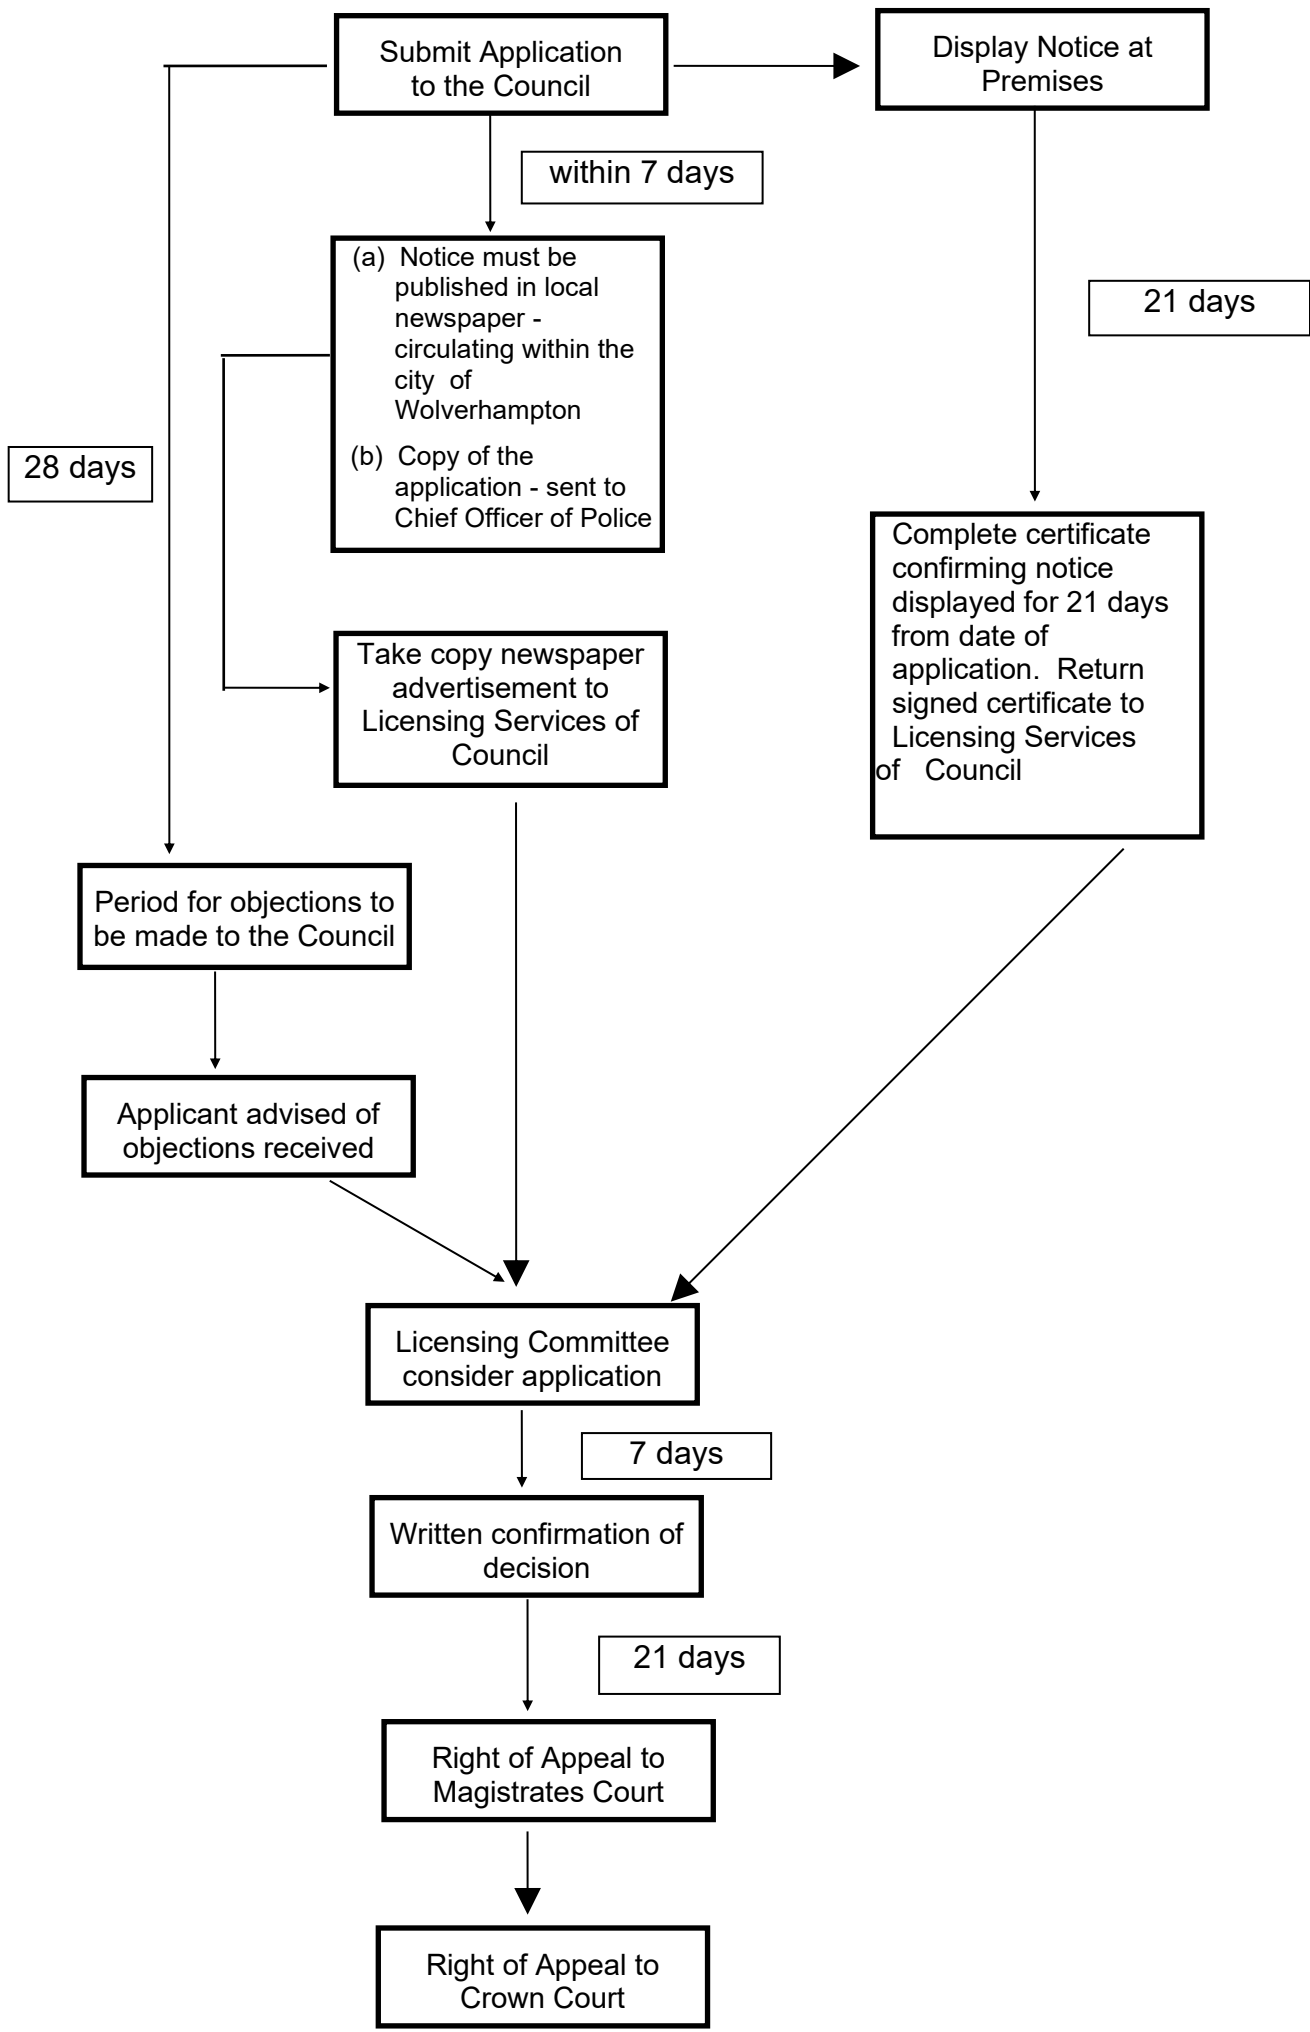 Submit Application
to the Council
Display Notice at
Premises
within 7 days
(a) Notice must be
published in local
newspaper -
circulating within the
city of
Wolverhampton
(b) Copy of the
application - sent to
Chief Officer of Police
21 days
28 days
Complete certificate
confirming notice
displayed for 21 days
from date of
application. Return
signed certificate to
Licensing Services
of Council
Take copy newspaper
advertisement to
Licensing Services of
Council
Period for objections to
be made to the Council
Applicant advised of
objections received
Licensing Committee
consider application
7 days
Written confirmation of
decision
21 days
Right of Appeal to
Magistrates Court
Right of Appeal to
Crown Court